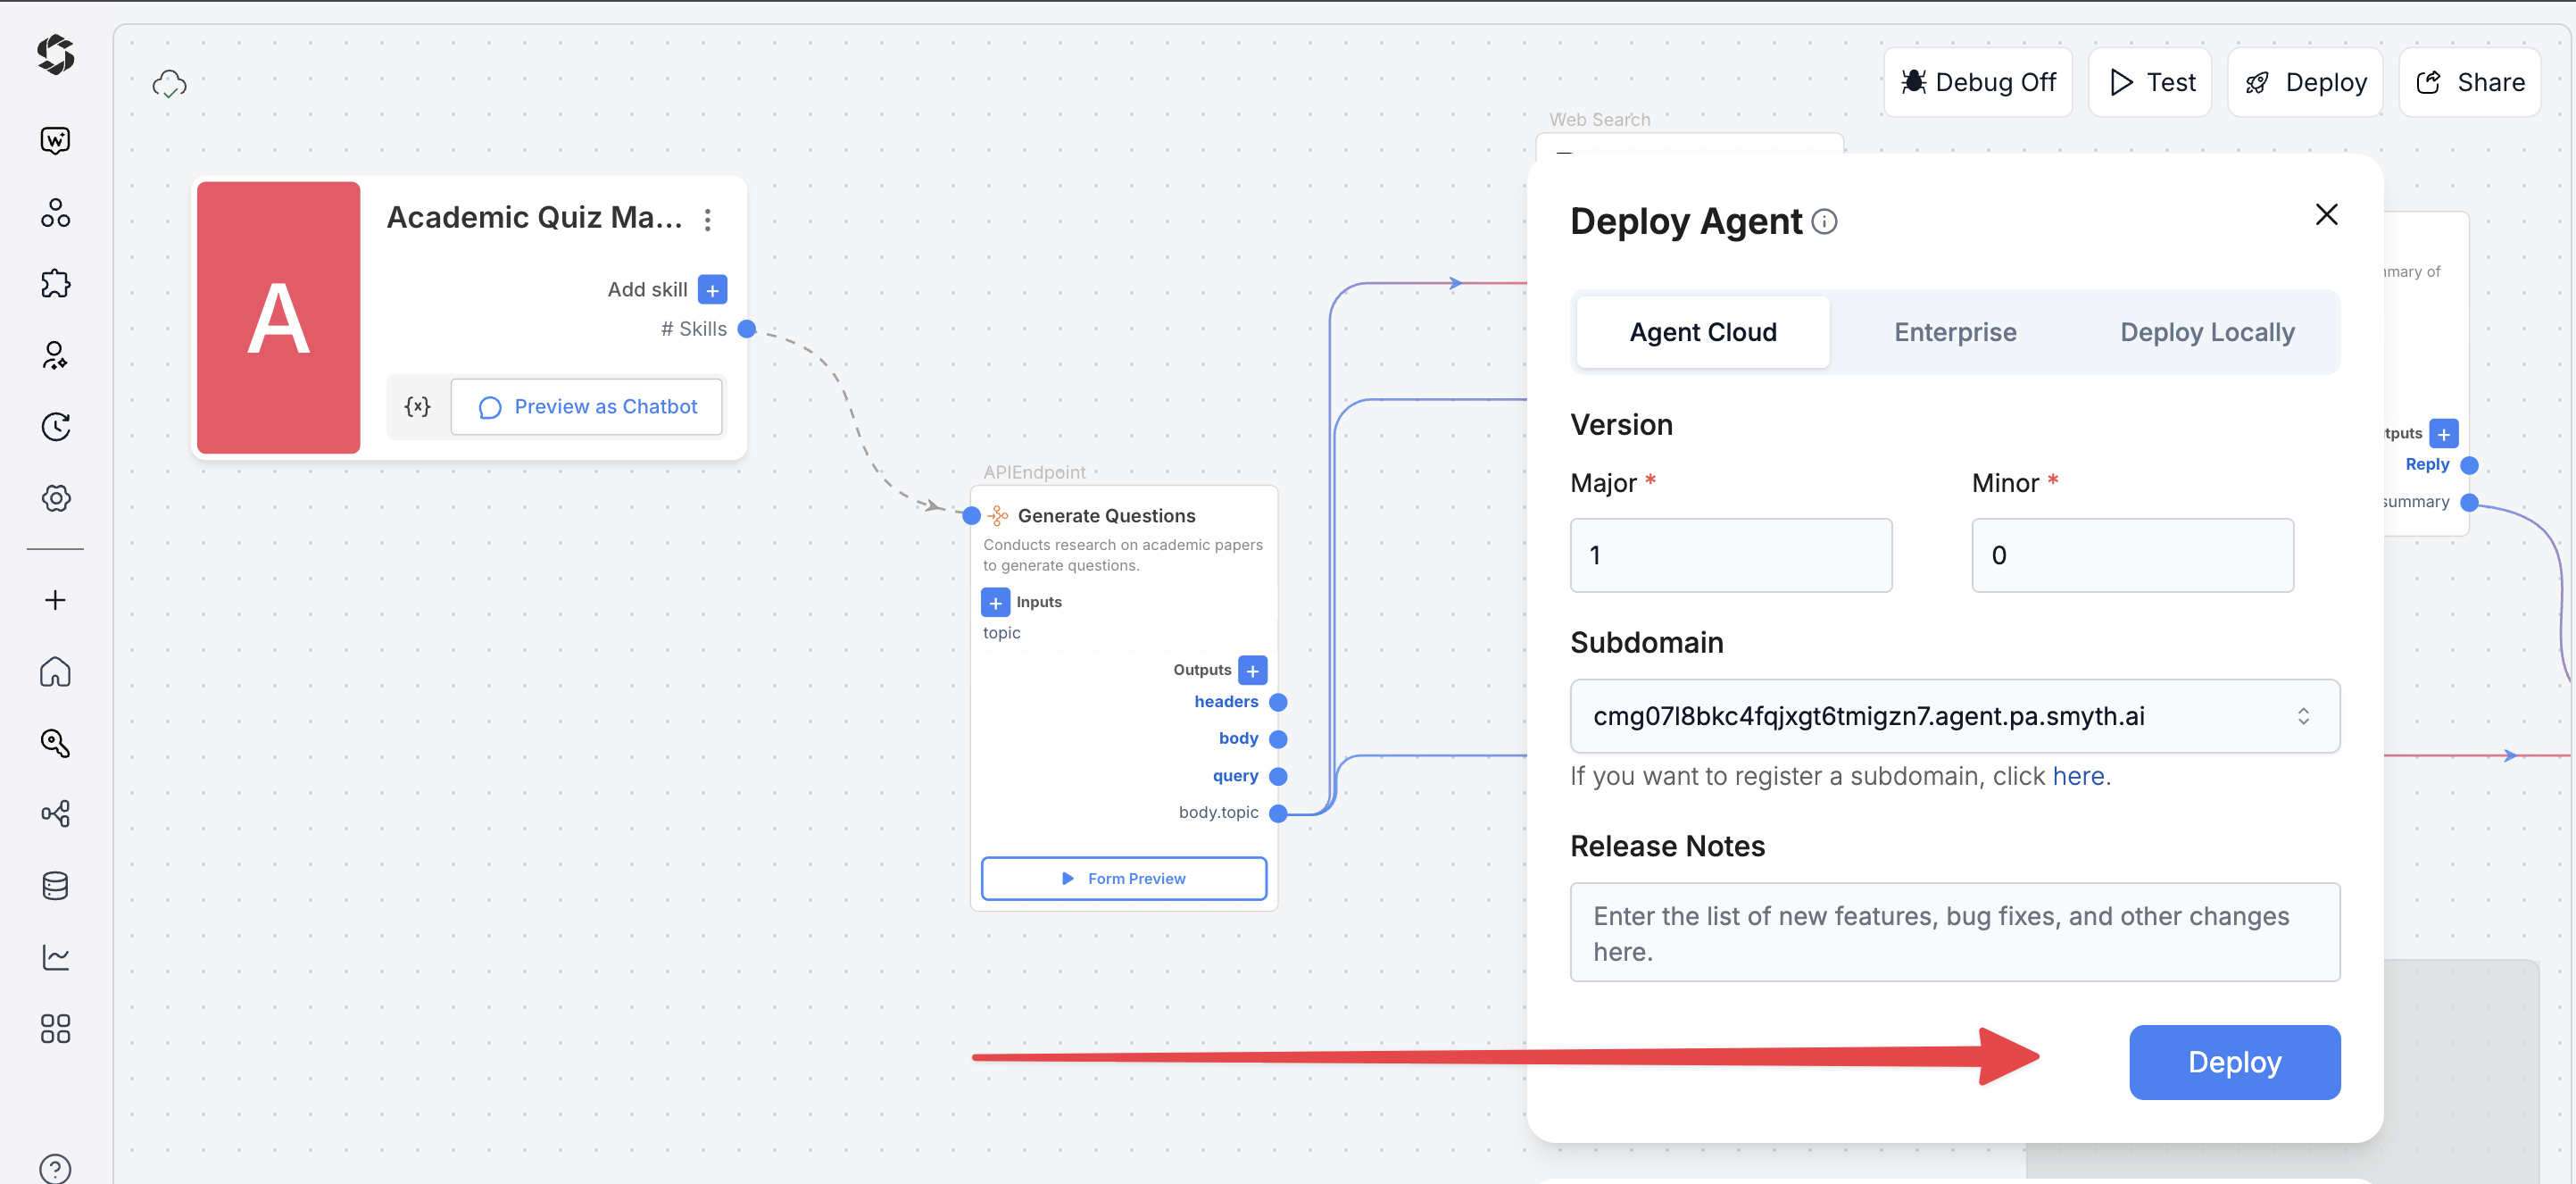 Debug Off
Test
Deploy
Share
Web Search
A
Academic Quiz Ma...
Add skill
# Skills
{x}
Preview as Chatbot
APIEndpoint
Generate Questions
Conducts research on academic papers
to generate questions.
Inputs
topic
Outputs
headers
body
query
body.topic
Form Preview
Deploy Agent
Agent Cloud
Enterprise
Deploy Locally
Version
Major *
Minor *
1
0
Subdomain
cmg07l8bkc4fqjxgt6tmigzn7.agent.pa.smyth.ai
If you want to register a subdomain, click here.
Release Notes
Enter the list of new features, bug fixes, and other changes
here.
Deploy
mary of
tputs
Reply
summary